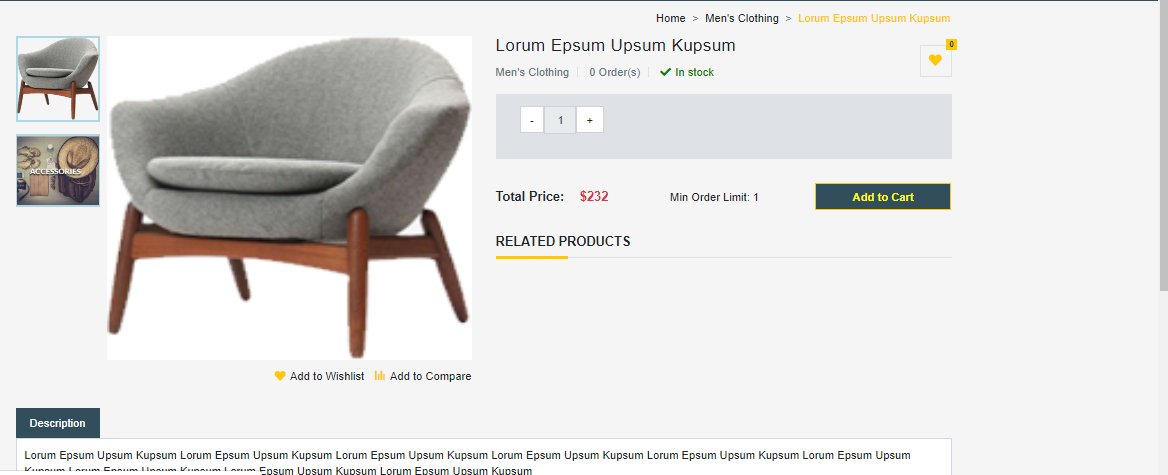 Home > Men's Clothing > Lorum Epsum Upsum Kupsum
Lorum Epsum Upsum Kupsum
0
Men's Clothing 0 Order(s) In stock
- 1 +
ACCESSORIES
Total Price: $232 Min Order Limit: 1 Add to Cart
RELATED PRODUCTS
Add to Wishlist Add to Compare
Description
Lorum Epsum Upsum Kupsum Lorum Epsum Upsum Kupsum Lorum Epsum Upsum Kupsum Lorum Epsum Upsum Kupsum Lorum Epsum Upsum Kupsum Lorum Epsum Upsum
Kupsum Lorum Epsum Upsum Kupsum Lorum Epsum Upsum Kupsum Lorum Epsum Upsum Kupsum